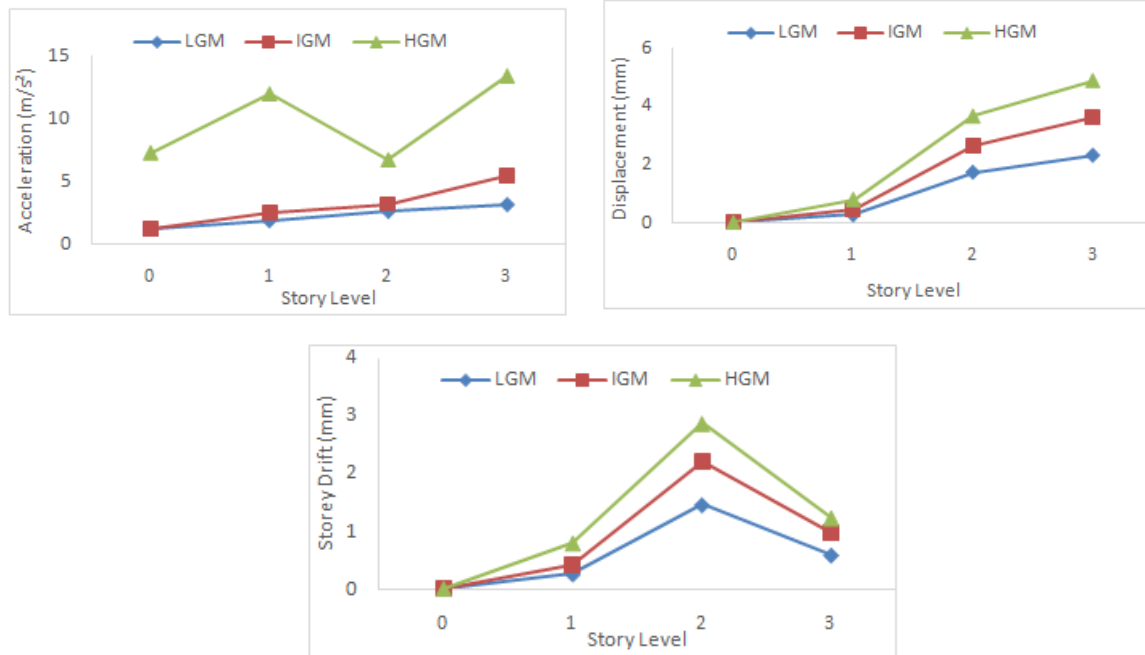 LGM IGM HGM
15
10
5
0
0 1 2 3
Acceleration (m/s²)
Story Level
LGM IGM HGM
6
4
2
0
0 1 2 3
Displacement (mm)
Story Level
LGM IGM HGM
4
3
2
1
0
0 1 2 3
Storey Drift (mm)
Story Level